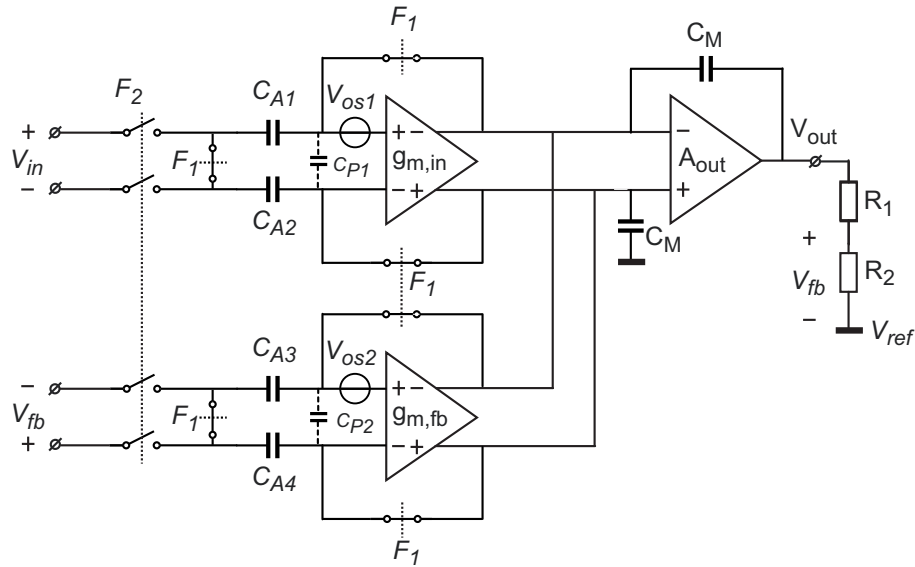 F1
CM
F2
CA1
Vos1
Vout
+
+ −
−
Vin
F1
CP1
gm,in
Aout
−
− +
+
R1
CA2
CM
+
F1
Vfb
R2
−
CA3
Vos2
Vref
−
+ −
Vfb
F1
CP2
gm,fb
+
− +
CA4
F1